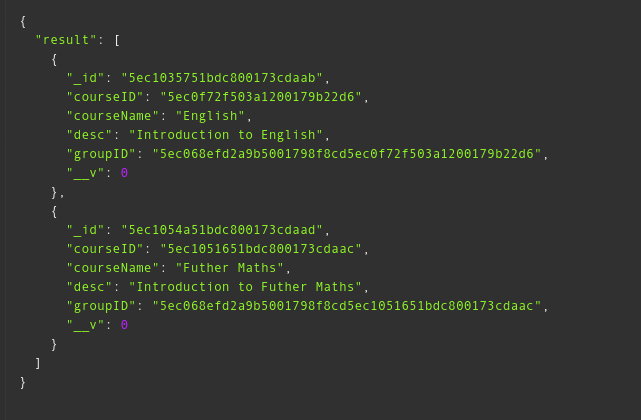 {
"result": [
{
"_id": "5ec1035751bdc800173cdaab",
"courseID": "5ec0f72f503a1200179b22d6",
"courseName": "English",
"desc": "Introduction to English",
"groupID": "5ec068efd2a9b5001798f8cd5ec0f72f503a1200179b22d6",
"__v": 0
},
{
"_id": "5ec1054a51bdc800173cdaad",
"courseID": "5ec1051651bdc800173cdaac",
"courseName": "Futher Maths",
"desc": "Introduction to Futher Maths",
"groupID": "5ec068efd2a9b5001798f8cd5ec1051651bdc800173cdaac",
"__v": 0
}
]
}